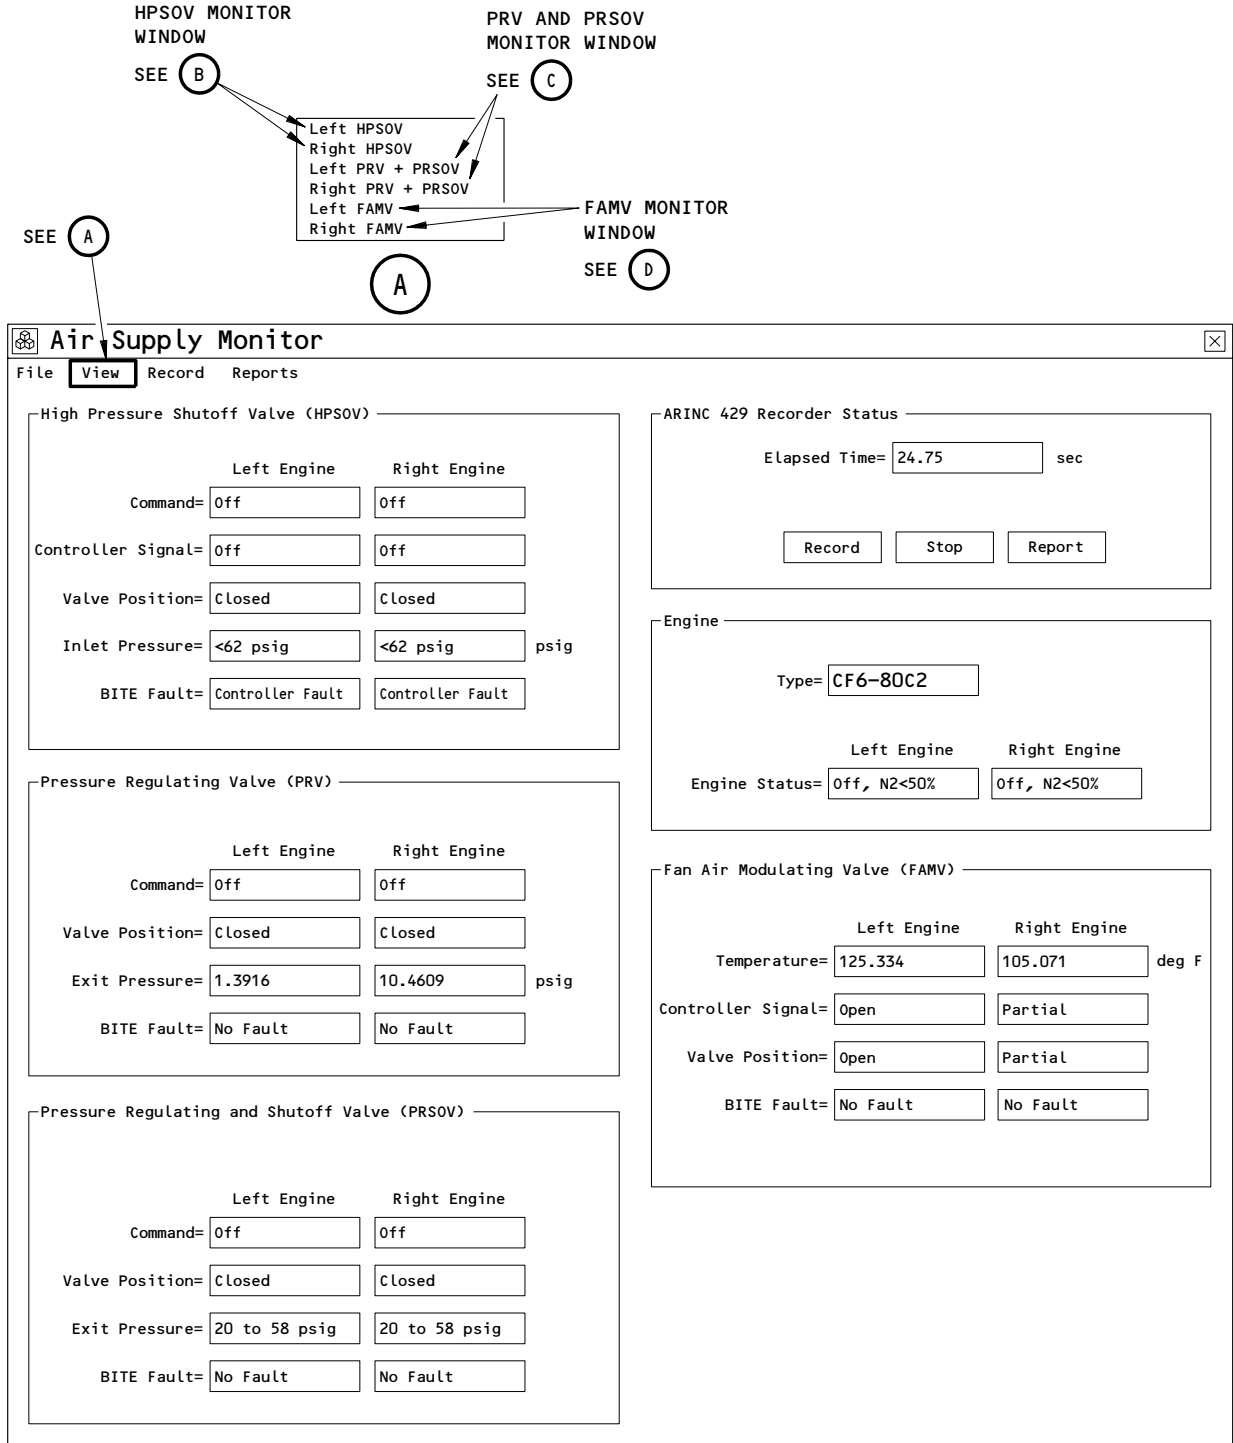 HPSOV MONITOR
WINDOW
SEE B
PRV AND PRSOV
MONITOR WINDOW
SEE C
Left HPSOV
Right HPSOV
Left PRV + PRSOV
Right PRV + PRSOV
Left FAMV
Right FAMV
FAMV MONITOR
WINDOW
SEE D
SEE A
A
Air Supply Monitor
File View Record Reports
High Pressure Shutoff Valve (HPSOV)
Left Engine Right Engine
Command= Off Off
Controller Signal= Off Off
Valve Position= Closed Closed
Inlet Pressure= <62 psig <62 psig psig
BITE Fault= Controller Fault Controller Fault
Pressure Regulating Valve (PRV)
Left Engine Right Engine
Command= Off Off
Valve Position= Closed Closed
Exit Pressure= 1.3916 10.4609 psig
BITE Fault= No Fault No Fault
Pressure Regulating and Shutoff Valve (PRSOV)
Left Engine Right Engine
Command= Off Off
Valve Position= Closed Closed
Exit Pressure= 20 to 58 psig 20 to 58 psig
BITE Fault= No Fault No Fault
ARINC 429 Recorder Status
Elapsed Time= 24.75 sec
Record Stop Report
Engine
Type= CF6-80C2
Left Engine Right Engine
Engine Status= Off, N2<50% Off, N2<50%
Fan Air Modulating Valve (FAMV)
Left Engine Right Engine
Temperature= 125.334 105.071 deg F
Controller Signal= Open Partial
Valve Position= Open Partial
BITE Fault= No Fault No Fault